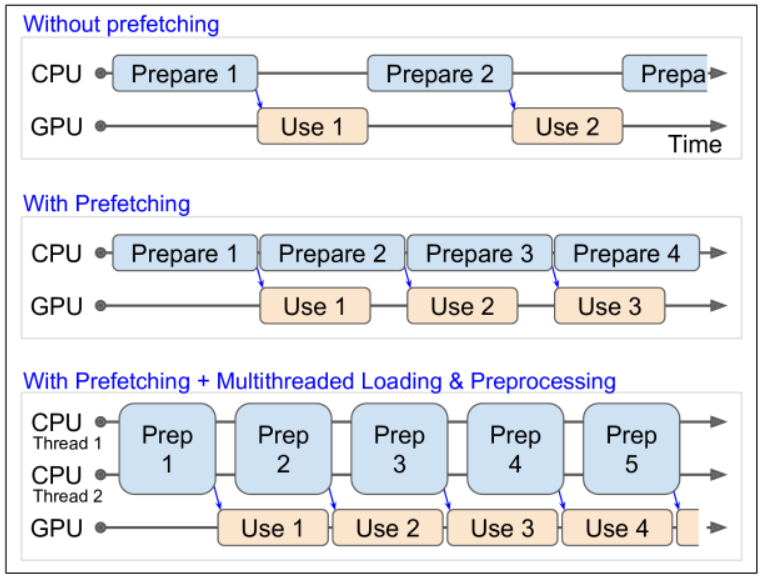 Without prefetching
CPU Prepare 1 Prepare 2 Prepa
GPU Use 1 Use 2
Time
With Prefetching
CPU Prepare 1 Prepare 2 Prepare 3 Prepare 4
GPU Use 1 Use 2 Use 3
With Prefetching + Multithreaded Loading & Preprocessing
CPU
Thread 1
Prep Prep Prep Prep Prep
1 2 3 4 5
CPU
Thread 2
GPU Use 1 Use 2 Use 3 Use 4